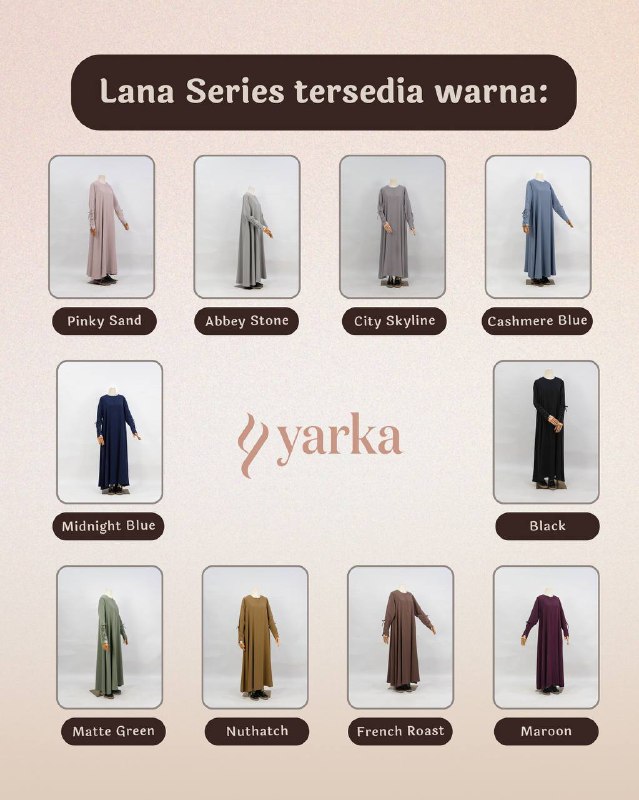 Lana Series tersedia warna:
Pinky Sand
Abbey Stone
City Skyline
Cashmere Blue
yarka
Midnight Blue
Black
Matte Green
Nuthatch
French Roast
Maroon